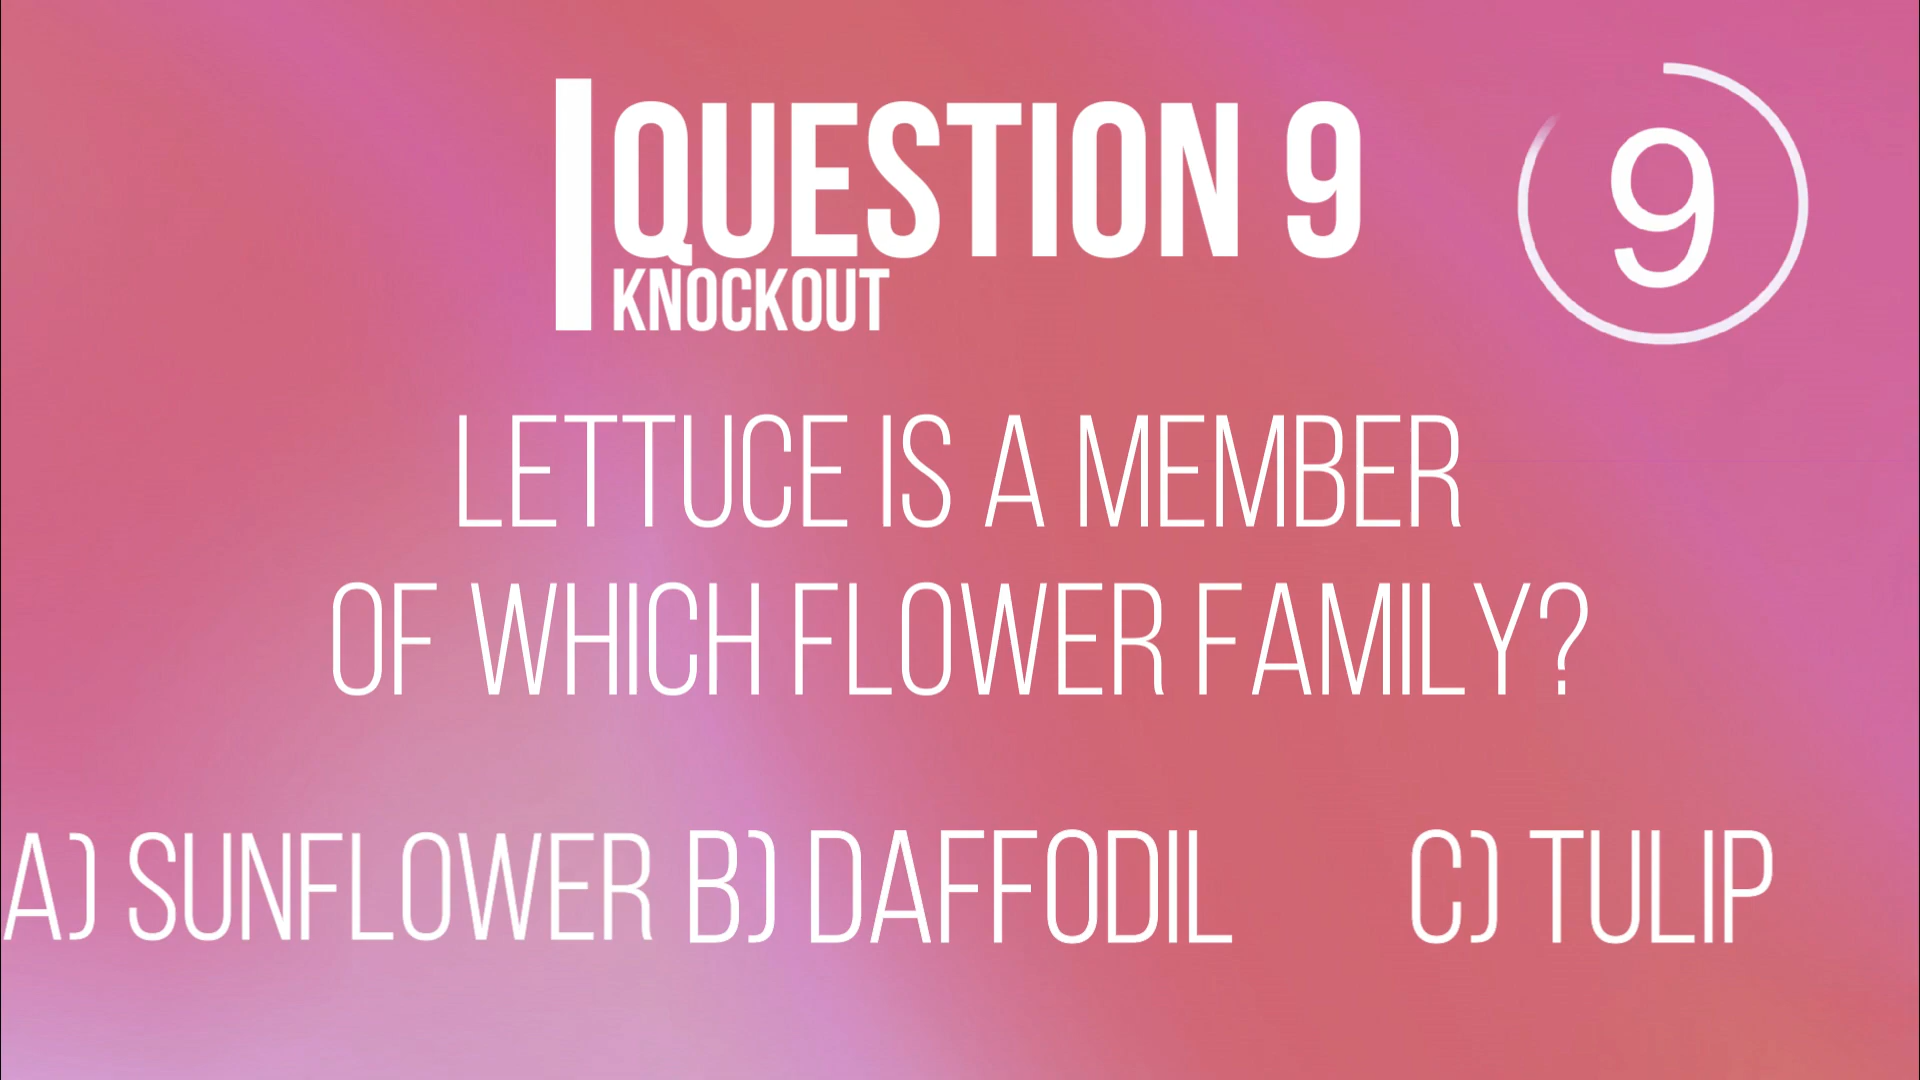 QUESTION 9
KNOCKOUT
9
LETTUCE IS A MEMBER
OF WHICH FLOWER FAMILY?
A) SUNFLOWER B) DAFFODIL C) TULIP